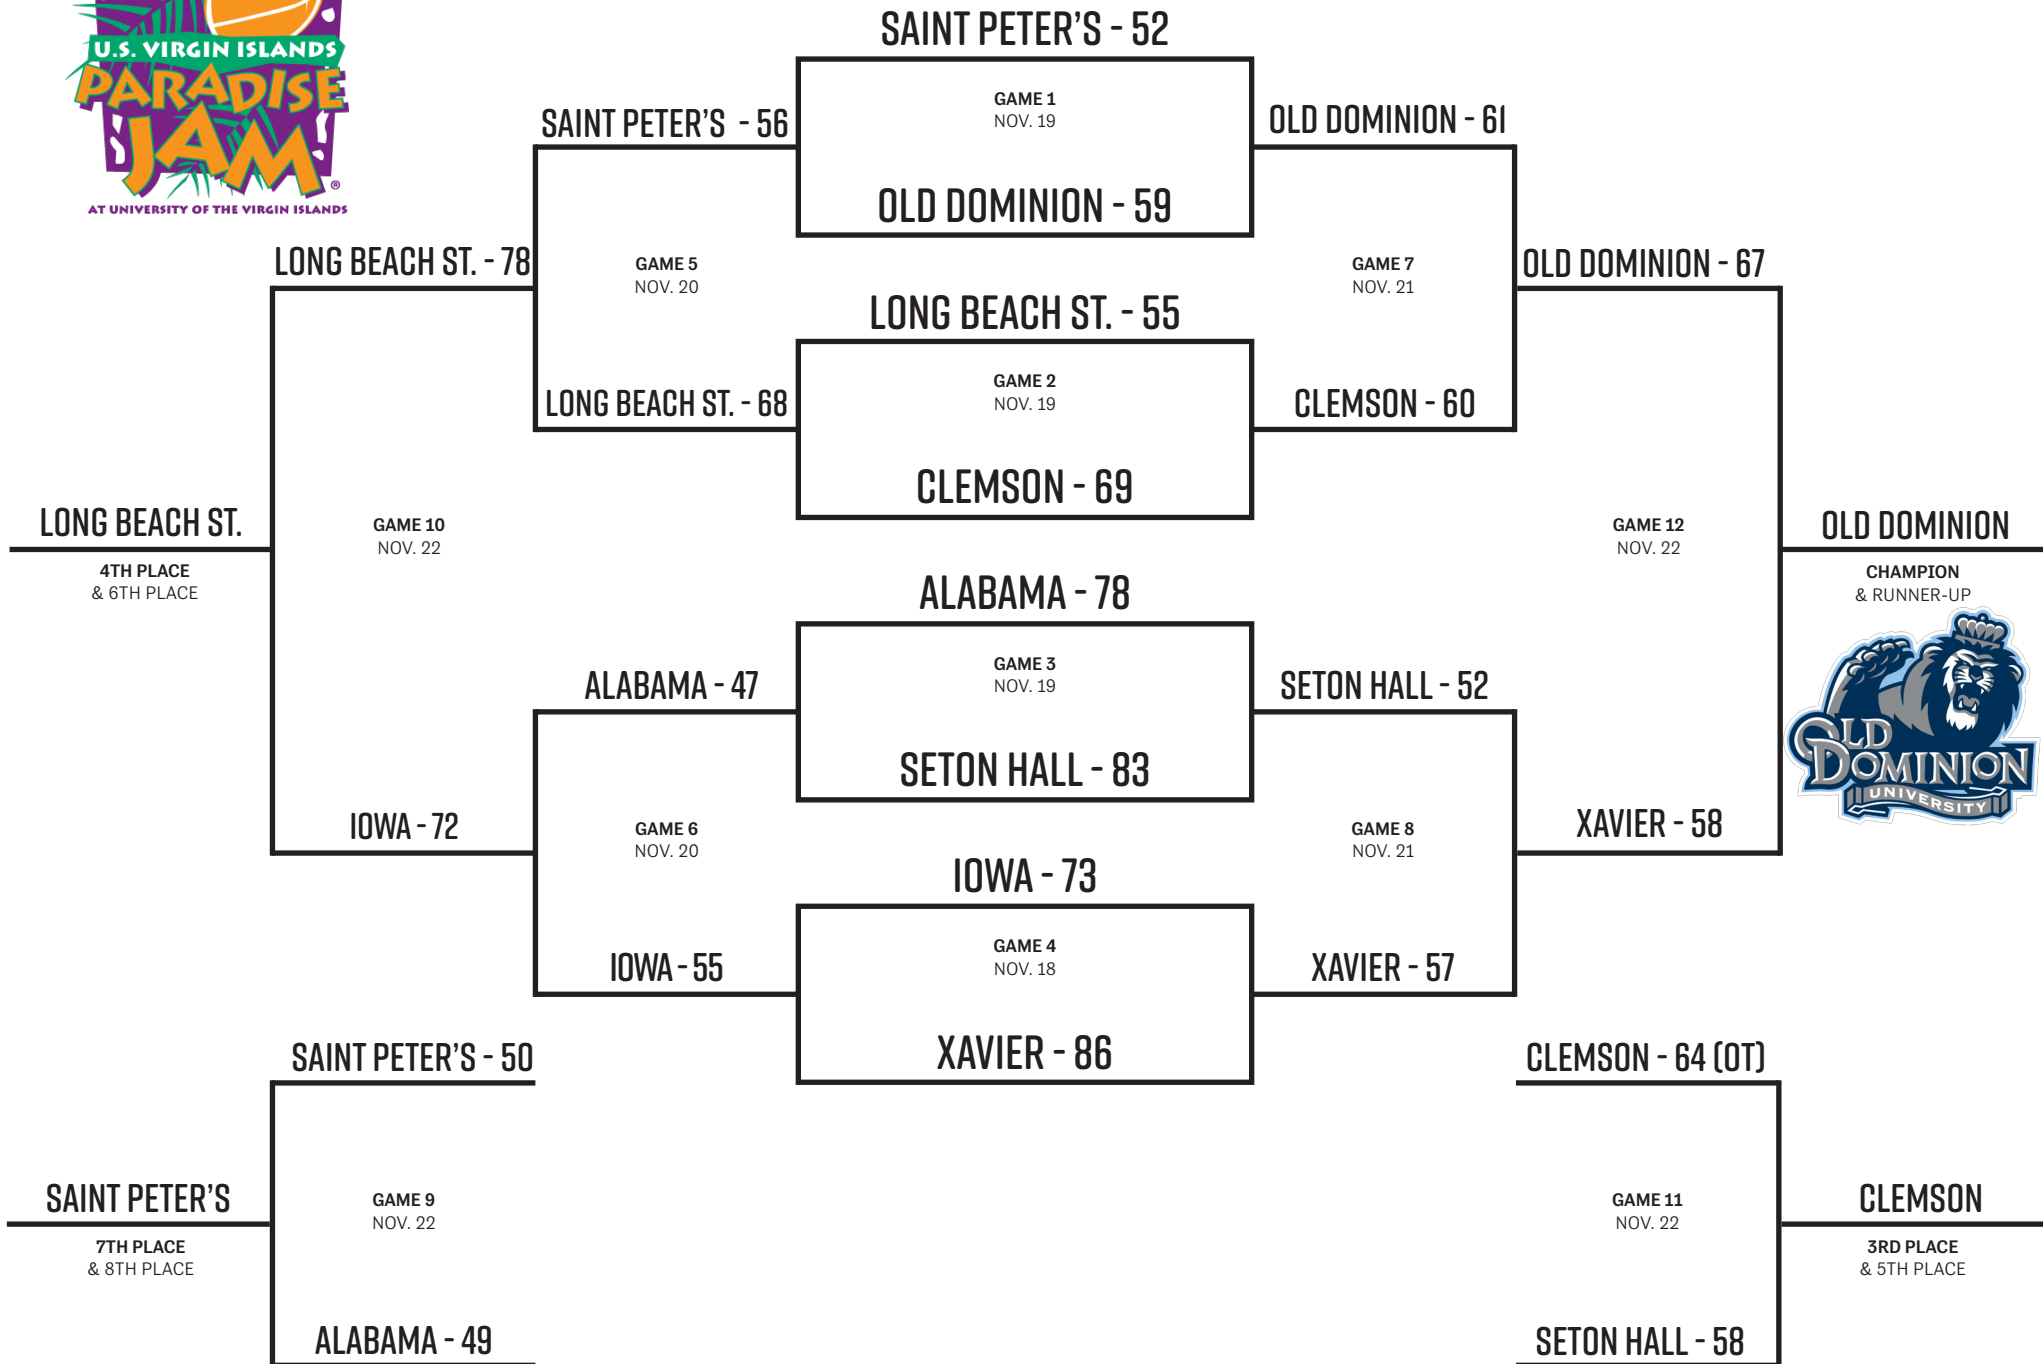 U.S. VIRGIN ISLANDS
PARADISE
JAM
®
AT UNIVERSITY OF THE VIRGIN ISLANDS
SAINT PETER'S - 52
GAME 1
NOV. 19
OLD DOMINION - 59
LONG BEACH ST. - 55
GAME 2
NOV. 19
CLEMSON - 69
ALABAMA - 78
GAME 3
NOV. 19
SETON HALL - 83
IOWA - 73
GAME 4
NOV. 18
XAVIER - 86
SAINT PETER'S - 56
GAME 5
NOV. 20
LONG BEACH ST. - 68
ALABAMA - 47
GAME 6
NOV. 20
IOWA - 55
OLD DOMINION - 61
GAME 7
NOV. 21
CLEMSON - 60
SETON HALL - 52
GAME 8
NOV. 21
XAVIER - 57
LONG BEACH ST. - 78
GAME 10
NOV. 22
IOWA - 72
LONG BEACH ST.
4TH PLACE
& 6TH PLACE
OLD DOMINION - 67
GAME 12
NOV. 22
XAVIER - 58
OLD DOMINION
CHAMPION
& RUNNER-UP
OLD
DOMINION
UNIVERSITY
SAINT PETER'S - 50
GAME 9
NOV. 22
ALABAMA - 49
SAINT PETER'S
7TH PLACE
& 8TH PLACE
CLEMSON - 64 (OT)
GAME 11
NOV. 22
SETON HALL - 58
CLEMSON
3RD PLACE
& 5TH PLACE